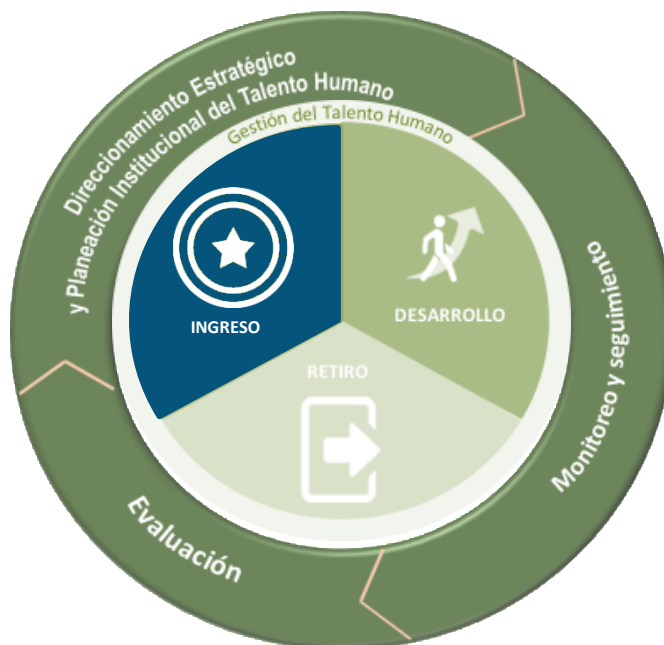 Direccionamiento Estratégico
y Planeación Institucional del Talento Humano
Gestión del Talento Humano
INGRESO
DESARROLLO
RETIRO
Monitoreo y seguimiento
Evaluación